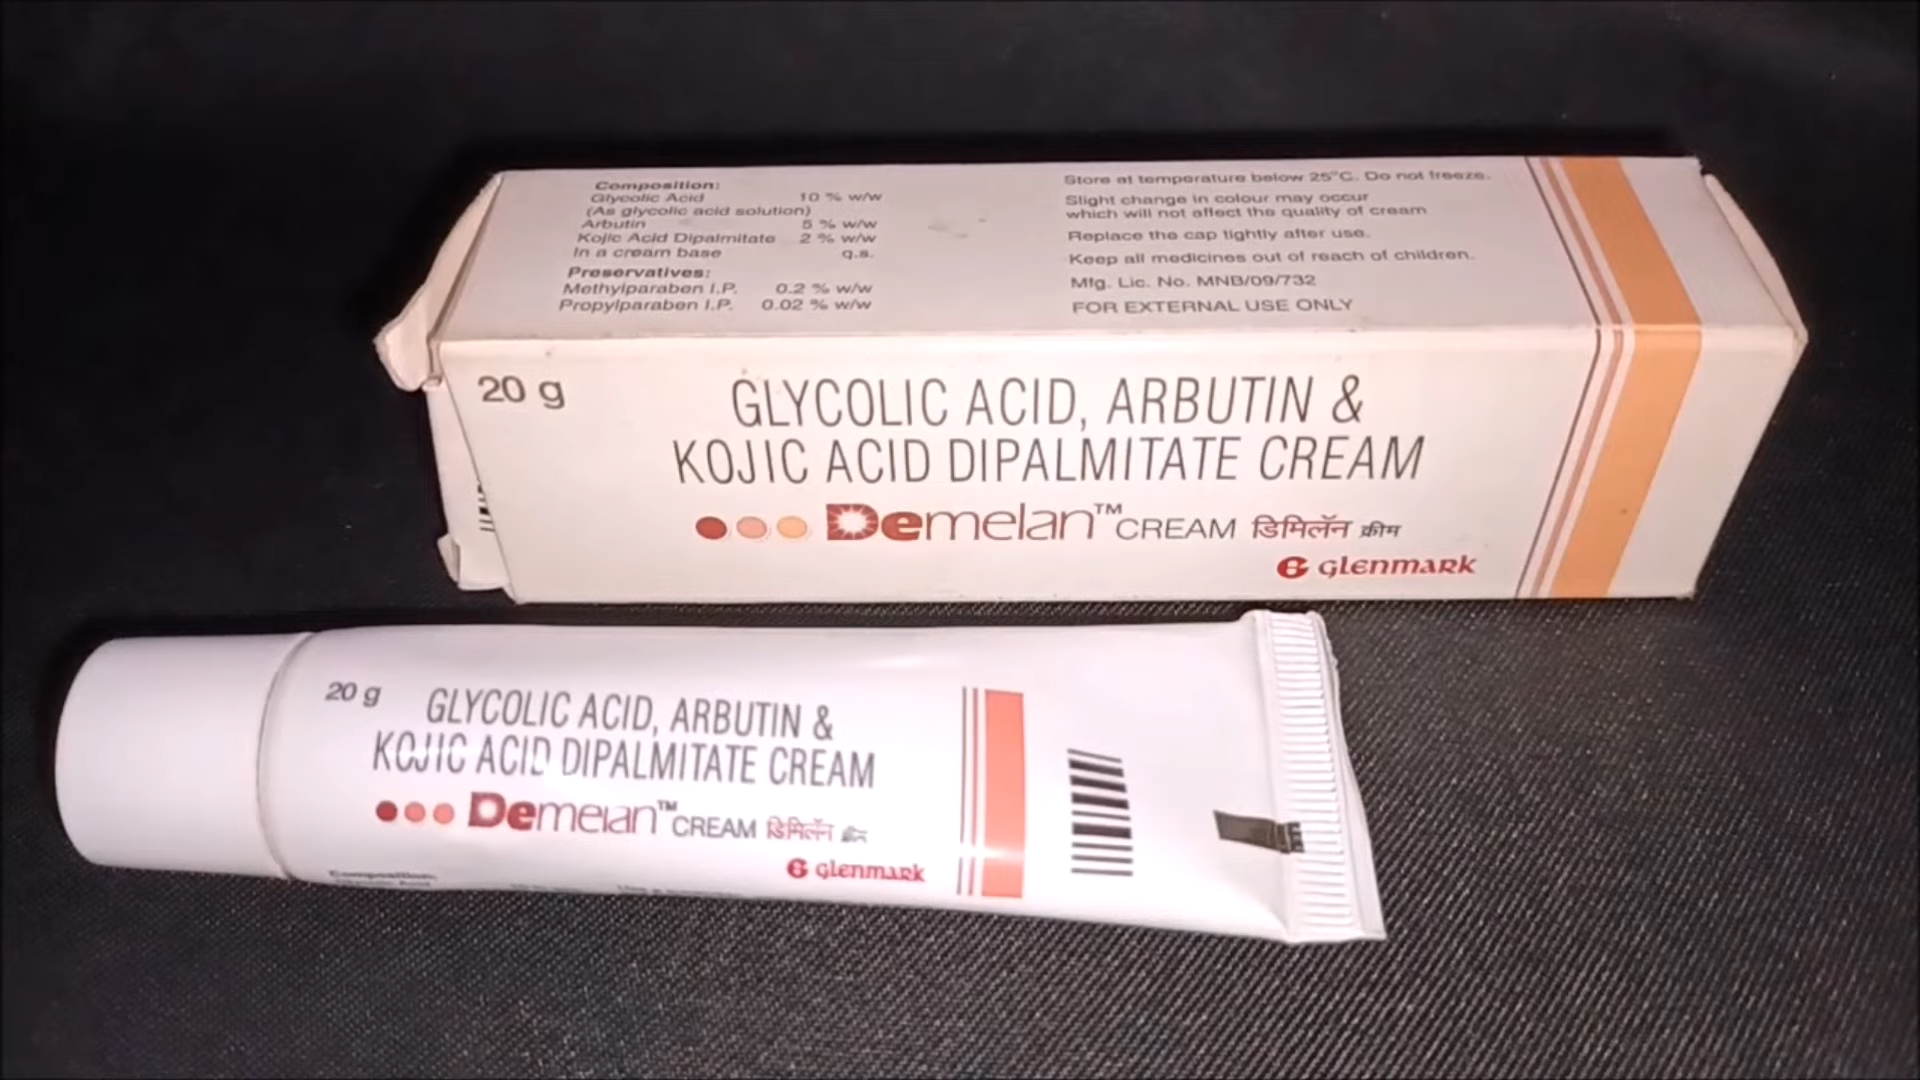 Composition:
Glycolic Acid 10 % w/w
(As glycolic acid solution)
Arbutin 5 % w/w
Kojic Acid Dipalmitate 2 % w/w
In a cream base q.s.
Preservatives:
Methylparaben I.P. 0.2 % w/w
Propylparaben I.P. 0.02 % w/w
Store at temperature below 25°C. Do not freeze.
Slight change in colour may occur
which will not affect the quality of cream
Replace the cap tightly after use.
Keep all medicines out of reach of children.
Mfg. Lic. No. MNB/09/732
FOR EXTERNAL USE ONLY
20 g
GLYCOLIC ACID, ARBUTIN &
KOJIC ACID DIPALMITATE CREAM
Demelan™ CREAM डिमिलॅन क्रीम
glenmark
20 g
GLYCOLIC ACID, ARBUTIN &
KOJIC ACID DIPALMITATE CREAM
Demelan™ CREAM डिमिलॅन
glenmark
Composition:
Glycolic Acid